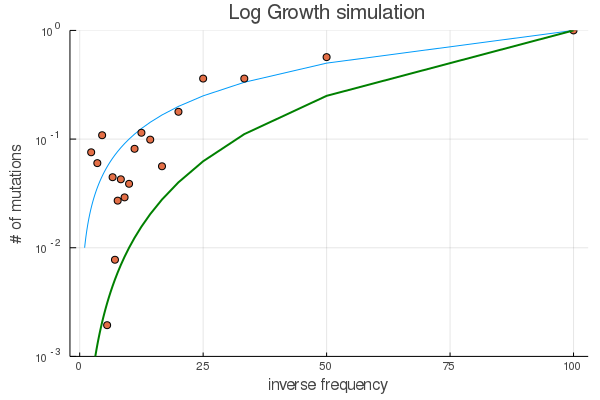 Log Growth simulation
10^0
10^-1
10^-2
10^-3
# of mutations
0 25 50 75 100
inverse frequency